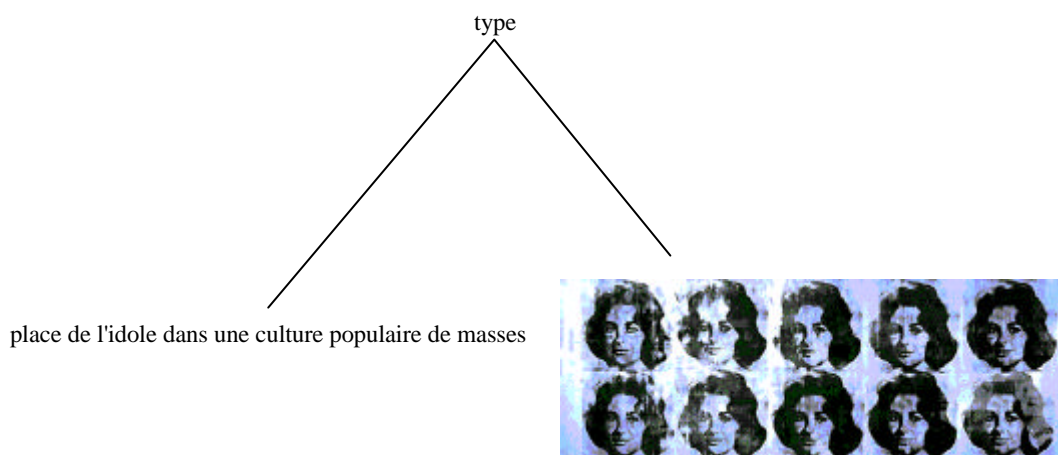 type
place de l'idole dans une culture populaire de masses